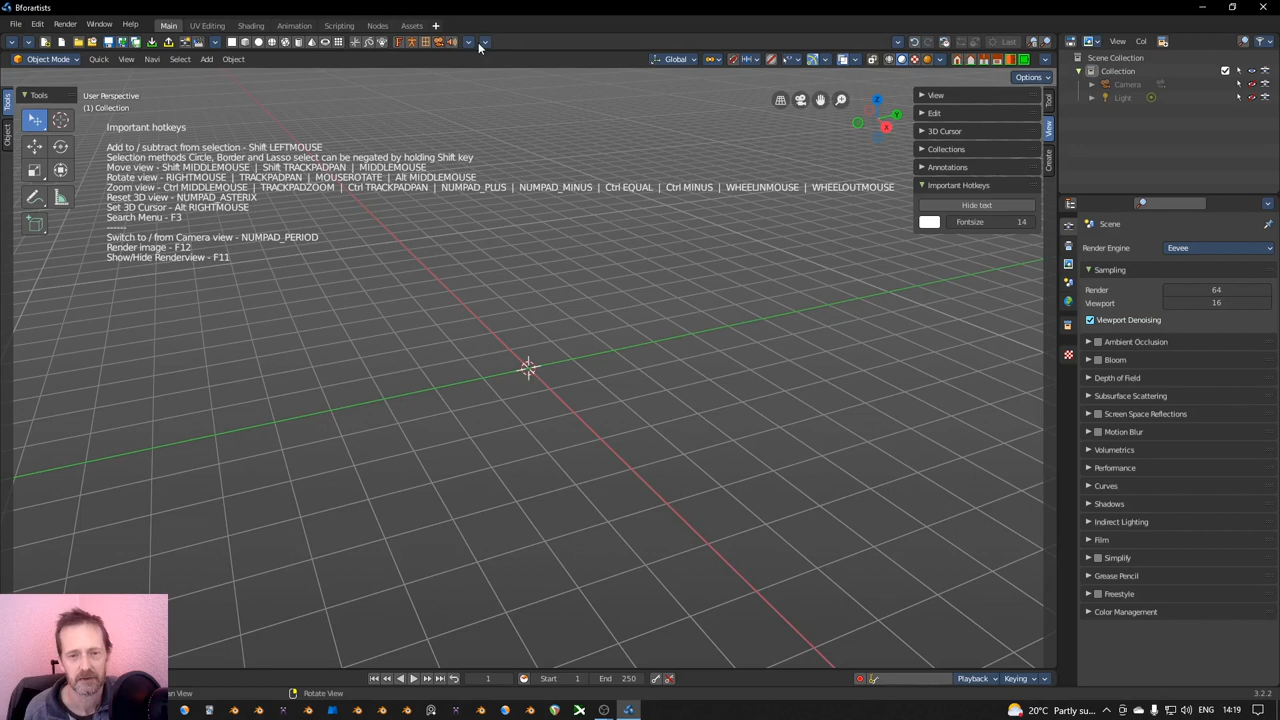 Bforartists
File Edit Render Window Help
Main UV Editing Shading Animation Scripting Nodes Assets
Last
View Col
Object Mode Quick View Navi Select Add Object
Global
Options
Scene Collection
Collection
Camera
Light
Tools
Tools
Object
User Perspective
(1) Collection
Important hotkeys
Add to / subtract from selection - Shift LEFTMOUSE
Selection methods Circle, Border and Lasso select can be negated by holding Shift key
Move view - Shift MIDDLEMOUSE | Shift TRACKPADPAN | MIDDLEMOUSE
Rotate view - RIGHTMOUSE | TRACKPADPAN | MOUSEROTATE | Alt MIDDLEMOUSE
Zoom view - Ctrl MIDDLEMOUSE | TRACKPADZOOM | Ctrl TRACKPADPAN | NUMPAD_PLUS | NUMPAD_MINUS | Ctrl EQUAL | Ctrl MINUS | WHEELINMOUSE | WHEELOUTMOUSE
Reset 3D view - NUMPAD_ASTERIX
Set 3D Cursor - Alt RIGHTMOUSE
Search Menu - F3
------
Switch to / from Camera view - NUMPAD_PERIOD
Render image - F12
Show/Hide Renderview - F11
Z
Y
X
View
Edit
3D Cursor
Collections
Annotations
Important Hotkeys
Hide text
Fontsize 14
Tool
View
Create
Scene
Render Engine Eevee
Sampling
Render 64
Viewport 16
Viewport Denoising
Ambient Occlusion
Bloom
Depth of Field
Subsurface Scattering
Screen Space Reflections
Motion Blur
Volumetrics
Performance
Curves
Shadows
Indirect Lighting
Film
Simplify
Grease Pencil
Freestyle
Color Management
1 Start 1 End 250
Playback Keying
an View Rotate View
3.2.2
20°C Partly su...
ENG 14:19